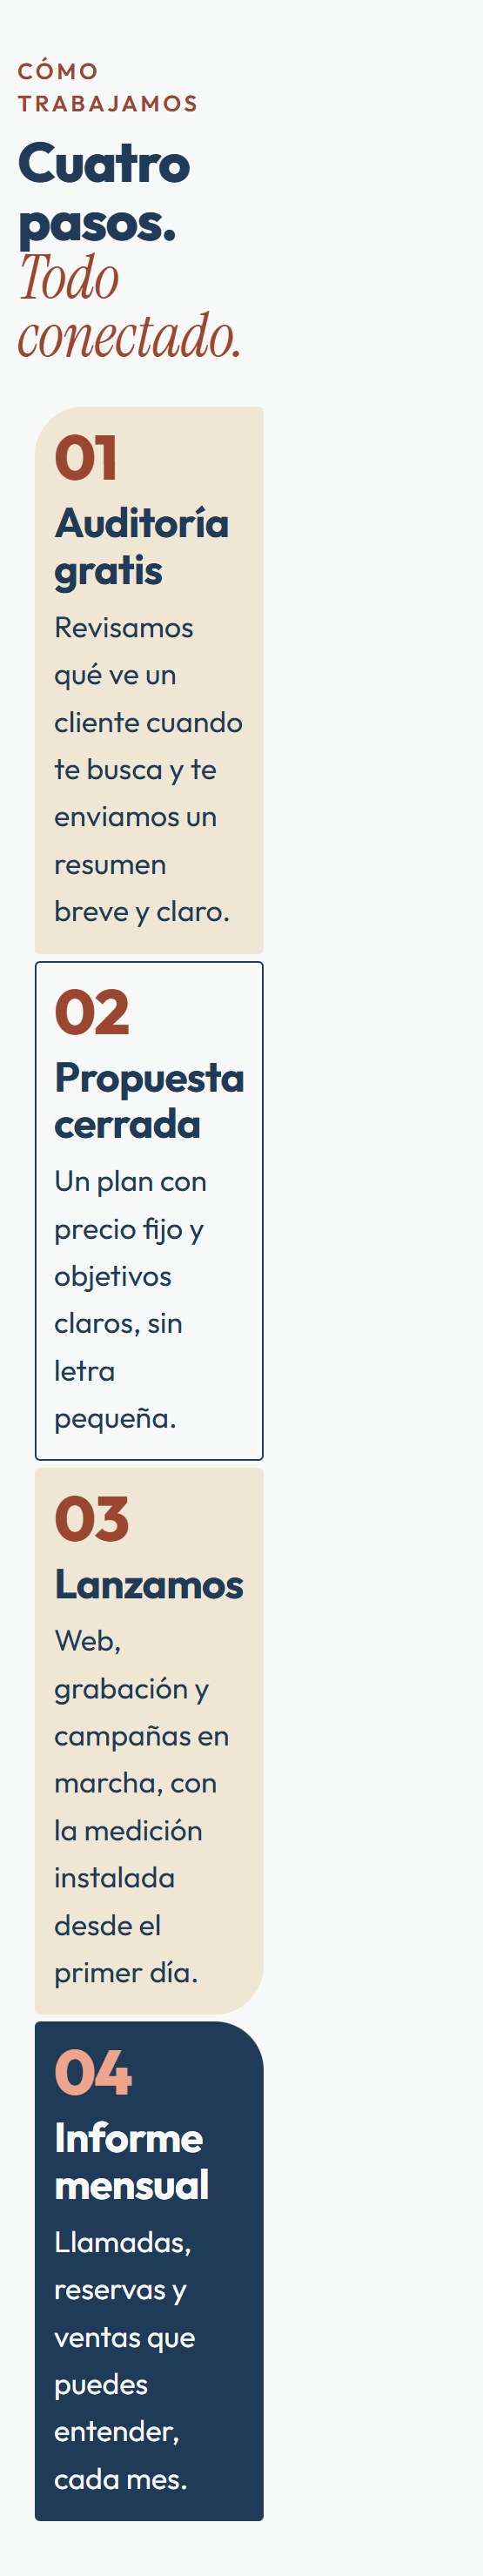 CÓMO
TRABAJAMOS
Cuatro
pasos.
Todo
conectado.
01
Auditoría
gratis
Revisamos
qué ve un
cliente cuando
te busca y te
enviamos un
resumen
breve y claro.
02
Propuesta
cerrada
Un plan con
precio fijo y
objetivos
claros, sin
letra
pequeña.
03
Lanzamos
Web,
grabación y
campañas en
marcha, con
la medición
instalada
desde el
primer día.
04
Informe
mensual
Llamadas,
reservas y
ventas que
puedes
entender,
cada mes.